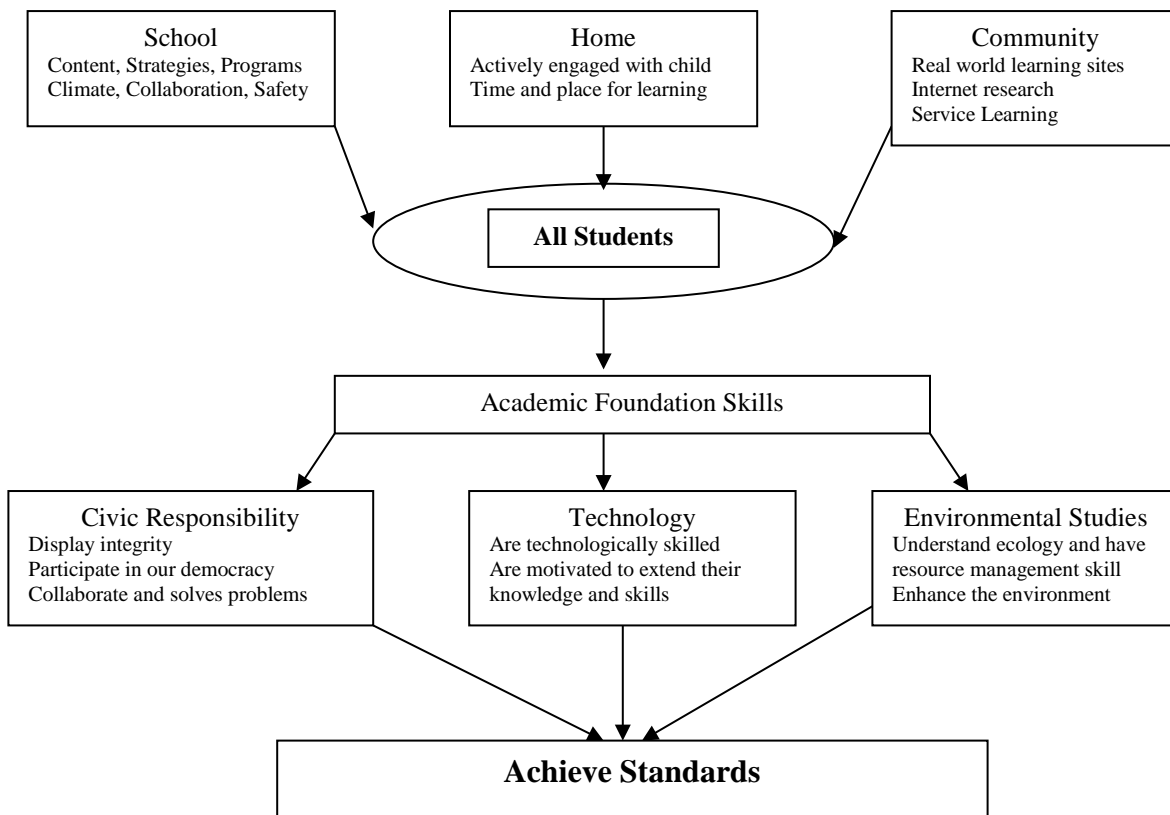 School
Content, Strategies, Programs
Climate, Collaboration, Safety
Home
Actively engaged with child
Time and place for learning
Community
Real world learning sites
Internet research
Service Learning
All Students
Academic Foundation Skills
Civic Responsibility
Display integrity
Participate in our democracy
Collaborate and solves problems
Technology
Are technologically skilled
Are motivated to extend their
knowledge and skills
Environmental Studies
Understand ecology and have
resource management skill
Enhance the environment
Achieve Standards